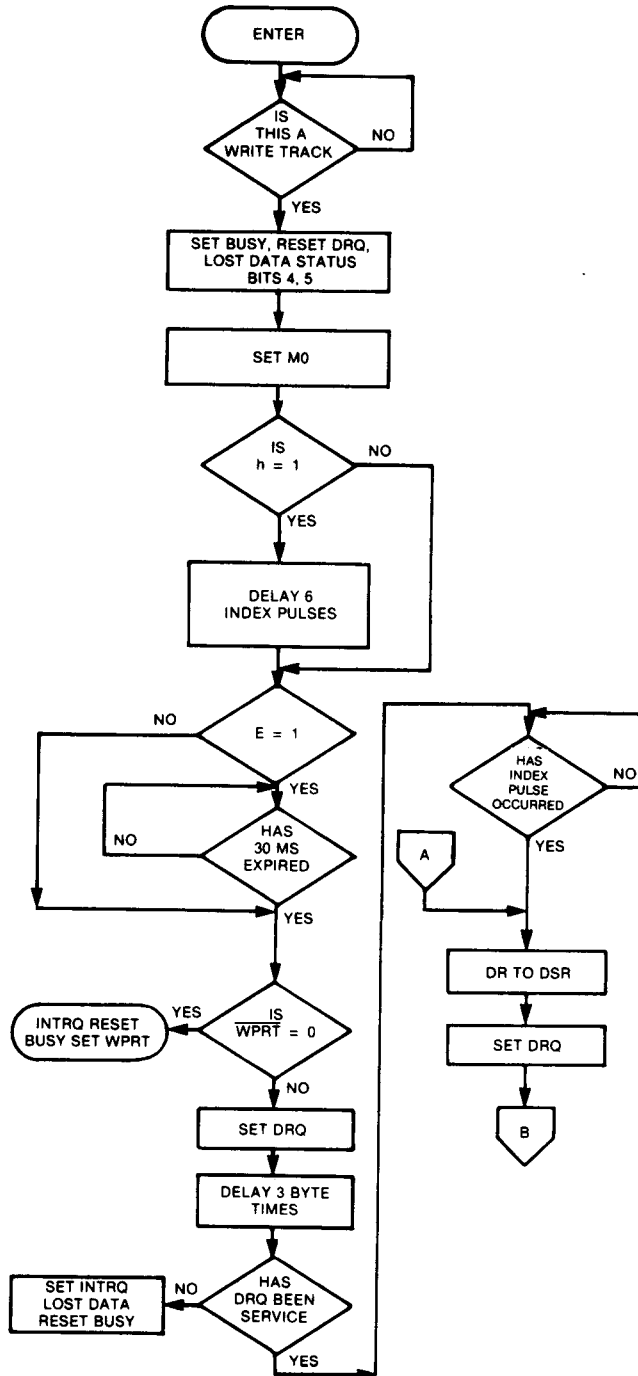 ENTER
IS
THIS A
WRITE TRACK
NO
YES
SET BUSY, RESET DRQ,
LOST DATA STATUS
BITS 4, 5
SET M0
IS
h = 1
NO
YES
DELAY 6
INDEX PULSES
NO
E = 1
YES
NO
HAS
30 MS
EXPIRED
YES
YES
IS
WPRT = 0
INTRQ RESET
BUSY SET WPRT
NO
SET DRQ
DELAY 3 BYTE
TIMES
HAS
DRQ BEEN
SERVICE
NO
SET INTRQ
LOST DATA
RESET BUSY
YES
HAS
INDEX
PULSE
OCCURRED
NO
YES
A
DR TO DSR
SET DRQ
B